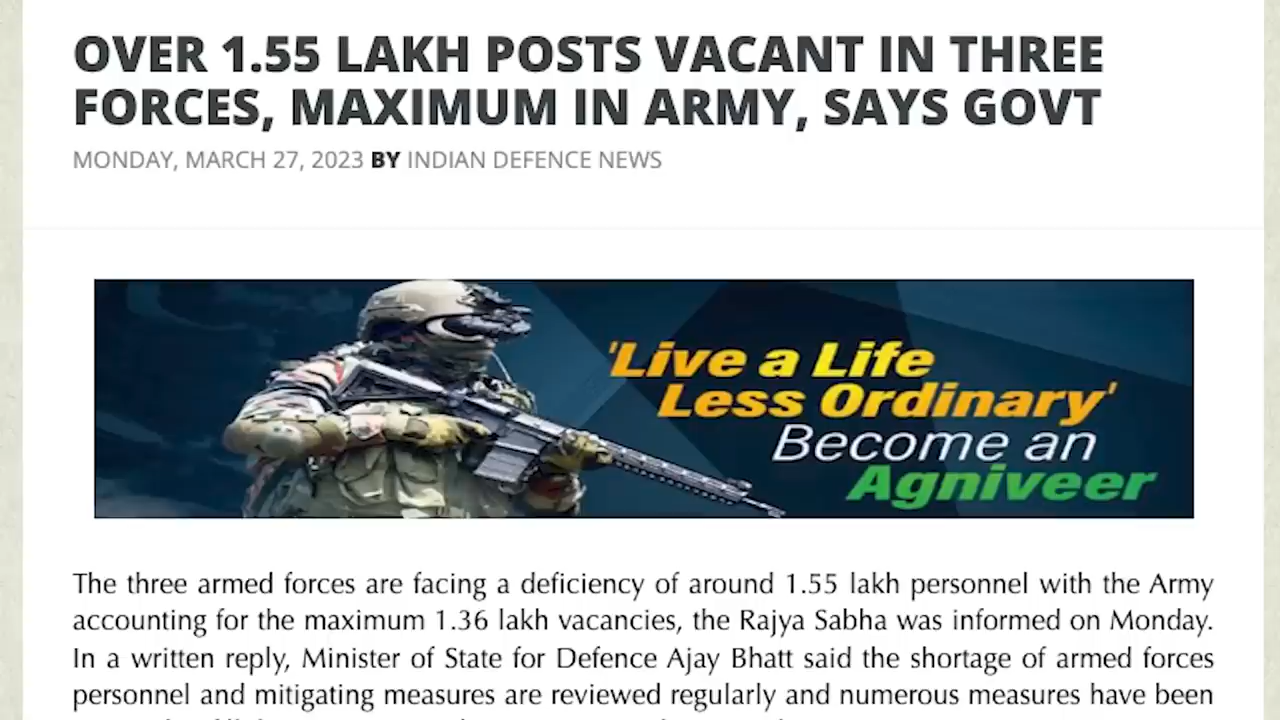 OVER 1.55 LAKH POSTS VACANT IN THREE
FORCES, MAXIMUM IN ARMY, SAYS GOVT
MONDAY, MARCH 27, 2023 BY INDIAN DEFENCE NEWS
'Live a Life
Less Ordinary'
Become an
Agniveer
The three armed forces are facing a deficiency of around 1.55 lakh personnel with the Army
accounting for the maximum 1.36 lakh vacancies, the Rajya Sabha was informed on Monday.
In a written reply, Minister of State for Defence Ajay Bhatt said the shortage of armed forces
personnel and mitigating measures are reviewed regularly and numerous measures have been